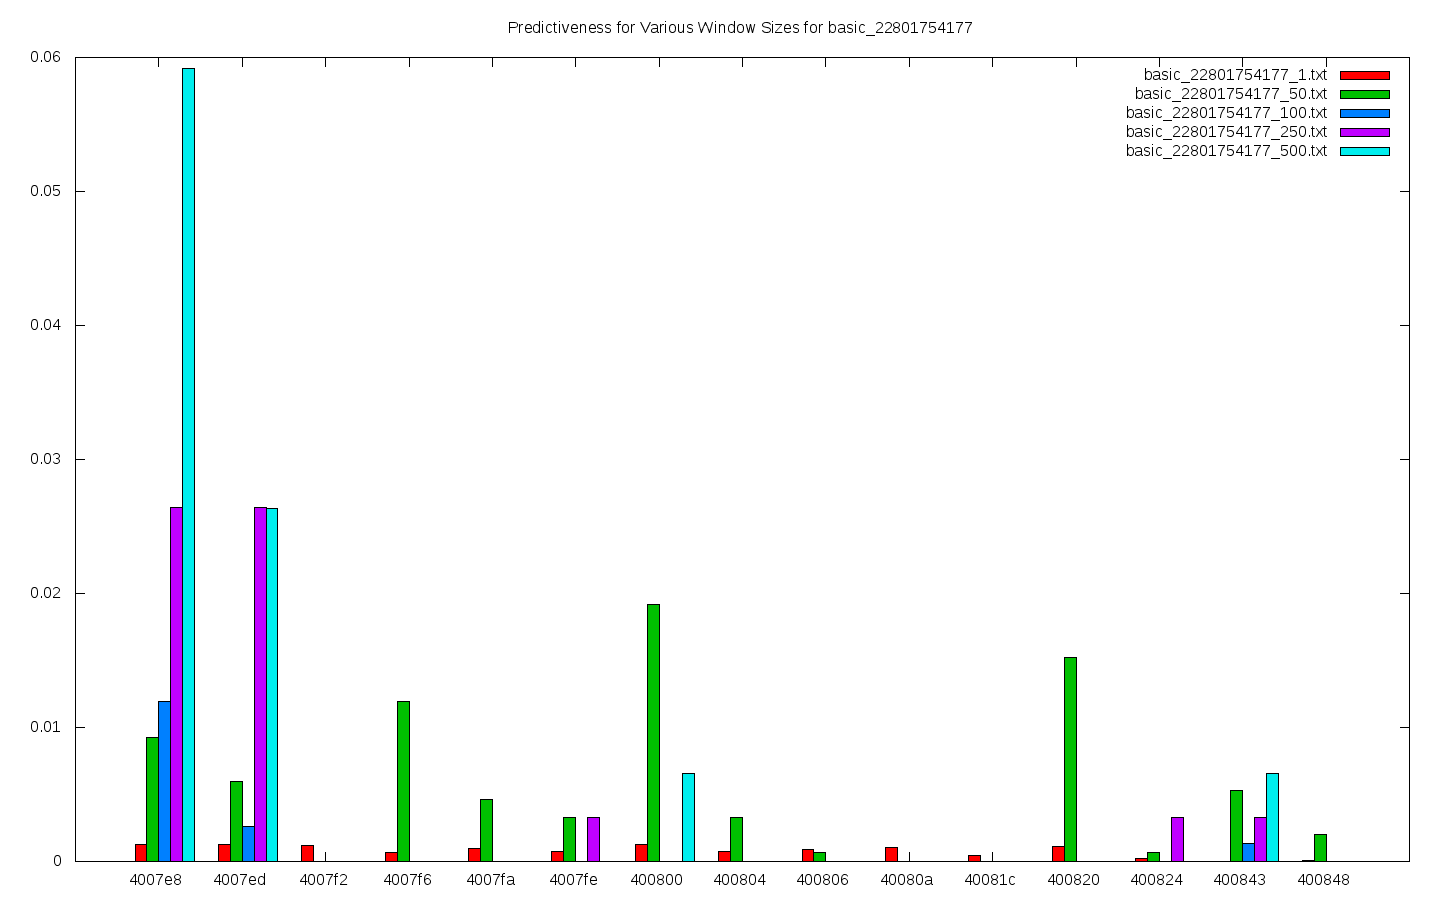 Predictiveness for Various Window Sizes for basic_22801754177
0.06
0.05
0.04
0.03
0.02
0.01
0
basic_22801754177_1.txt
basic_22801754177_50.txt
basic_22801754177_100.txt
basic_22801754177_250.txt
basic_22801754177_500.txt
4007e8 4007ed 4007f2 4007f6 4007fa 4007fe 400800 400804 400806 40080a 40081c 400820 400824 400843 400848